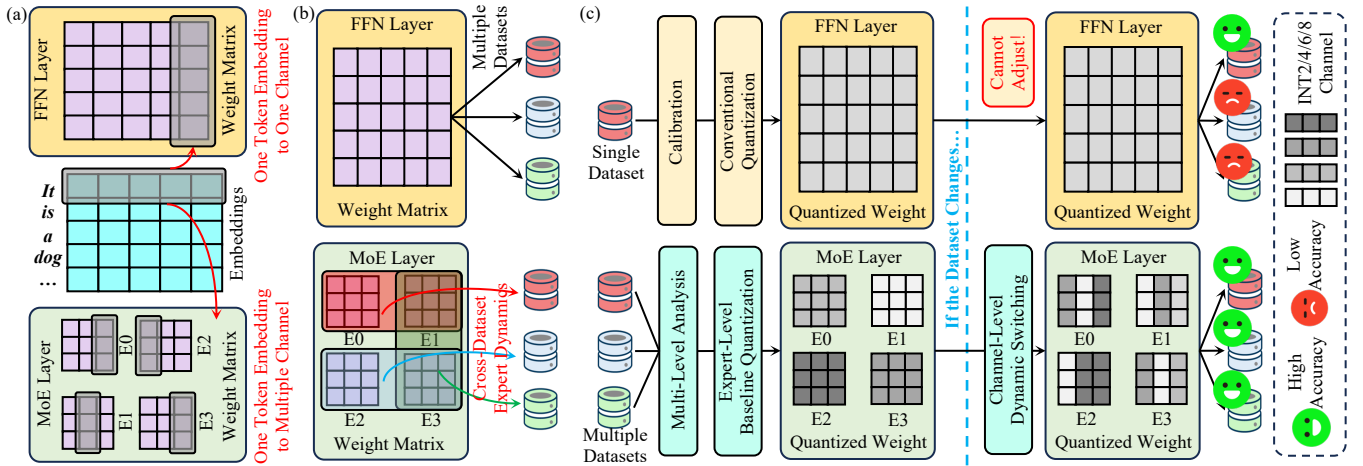 (a)
FFN Layer
Weight Matrix
One Token Embedding
to One Channel
It
is
a
dog
...
Embeddings
MoE Layer
E0
E2
E1
E3
Weight Matrix
One Token Embedding
to Multiple Channel
(b)
FFN Layer
Weight Matrix
Multiple
Datasets
MoE Layer
E0
E1
E2
E3
Weight Matrix
Cross-Dataset
Expert Dynamics
(c)
Single
Dataset
Calibration
Conventional
Quantization
FFN Layer
Quantized Weight
Cannot
Adjust!
FFN Layer
Quantized Weight
If the Dataset Changes...
Multiple
Datasets
Multi-Level Analysis
Expert-Level
Baseline Quantization
MoE Layer
E0
E1
E2
E3
Quantized Weight
Channel-Level
Dynamic Switching
MoE Layer
E0
E1
E2
E3
Quantized Weight
INT2/4/6/8
Channel
Low
Accuracy
High
Accuracy